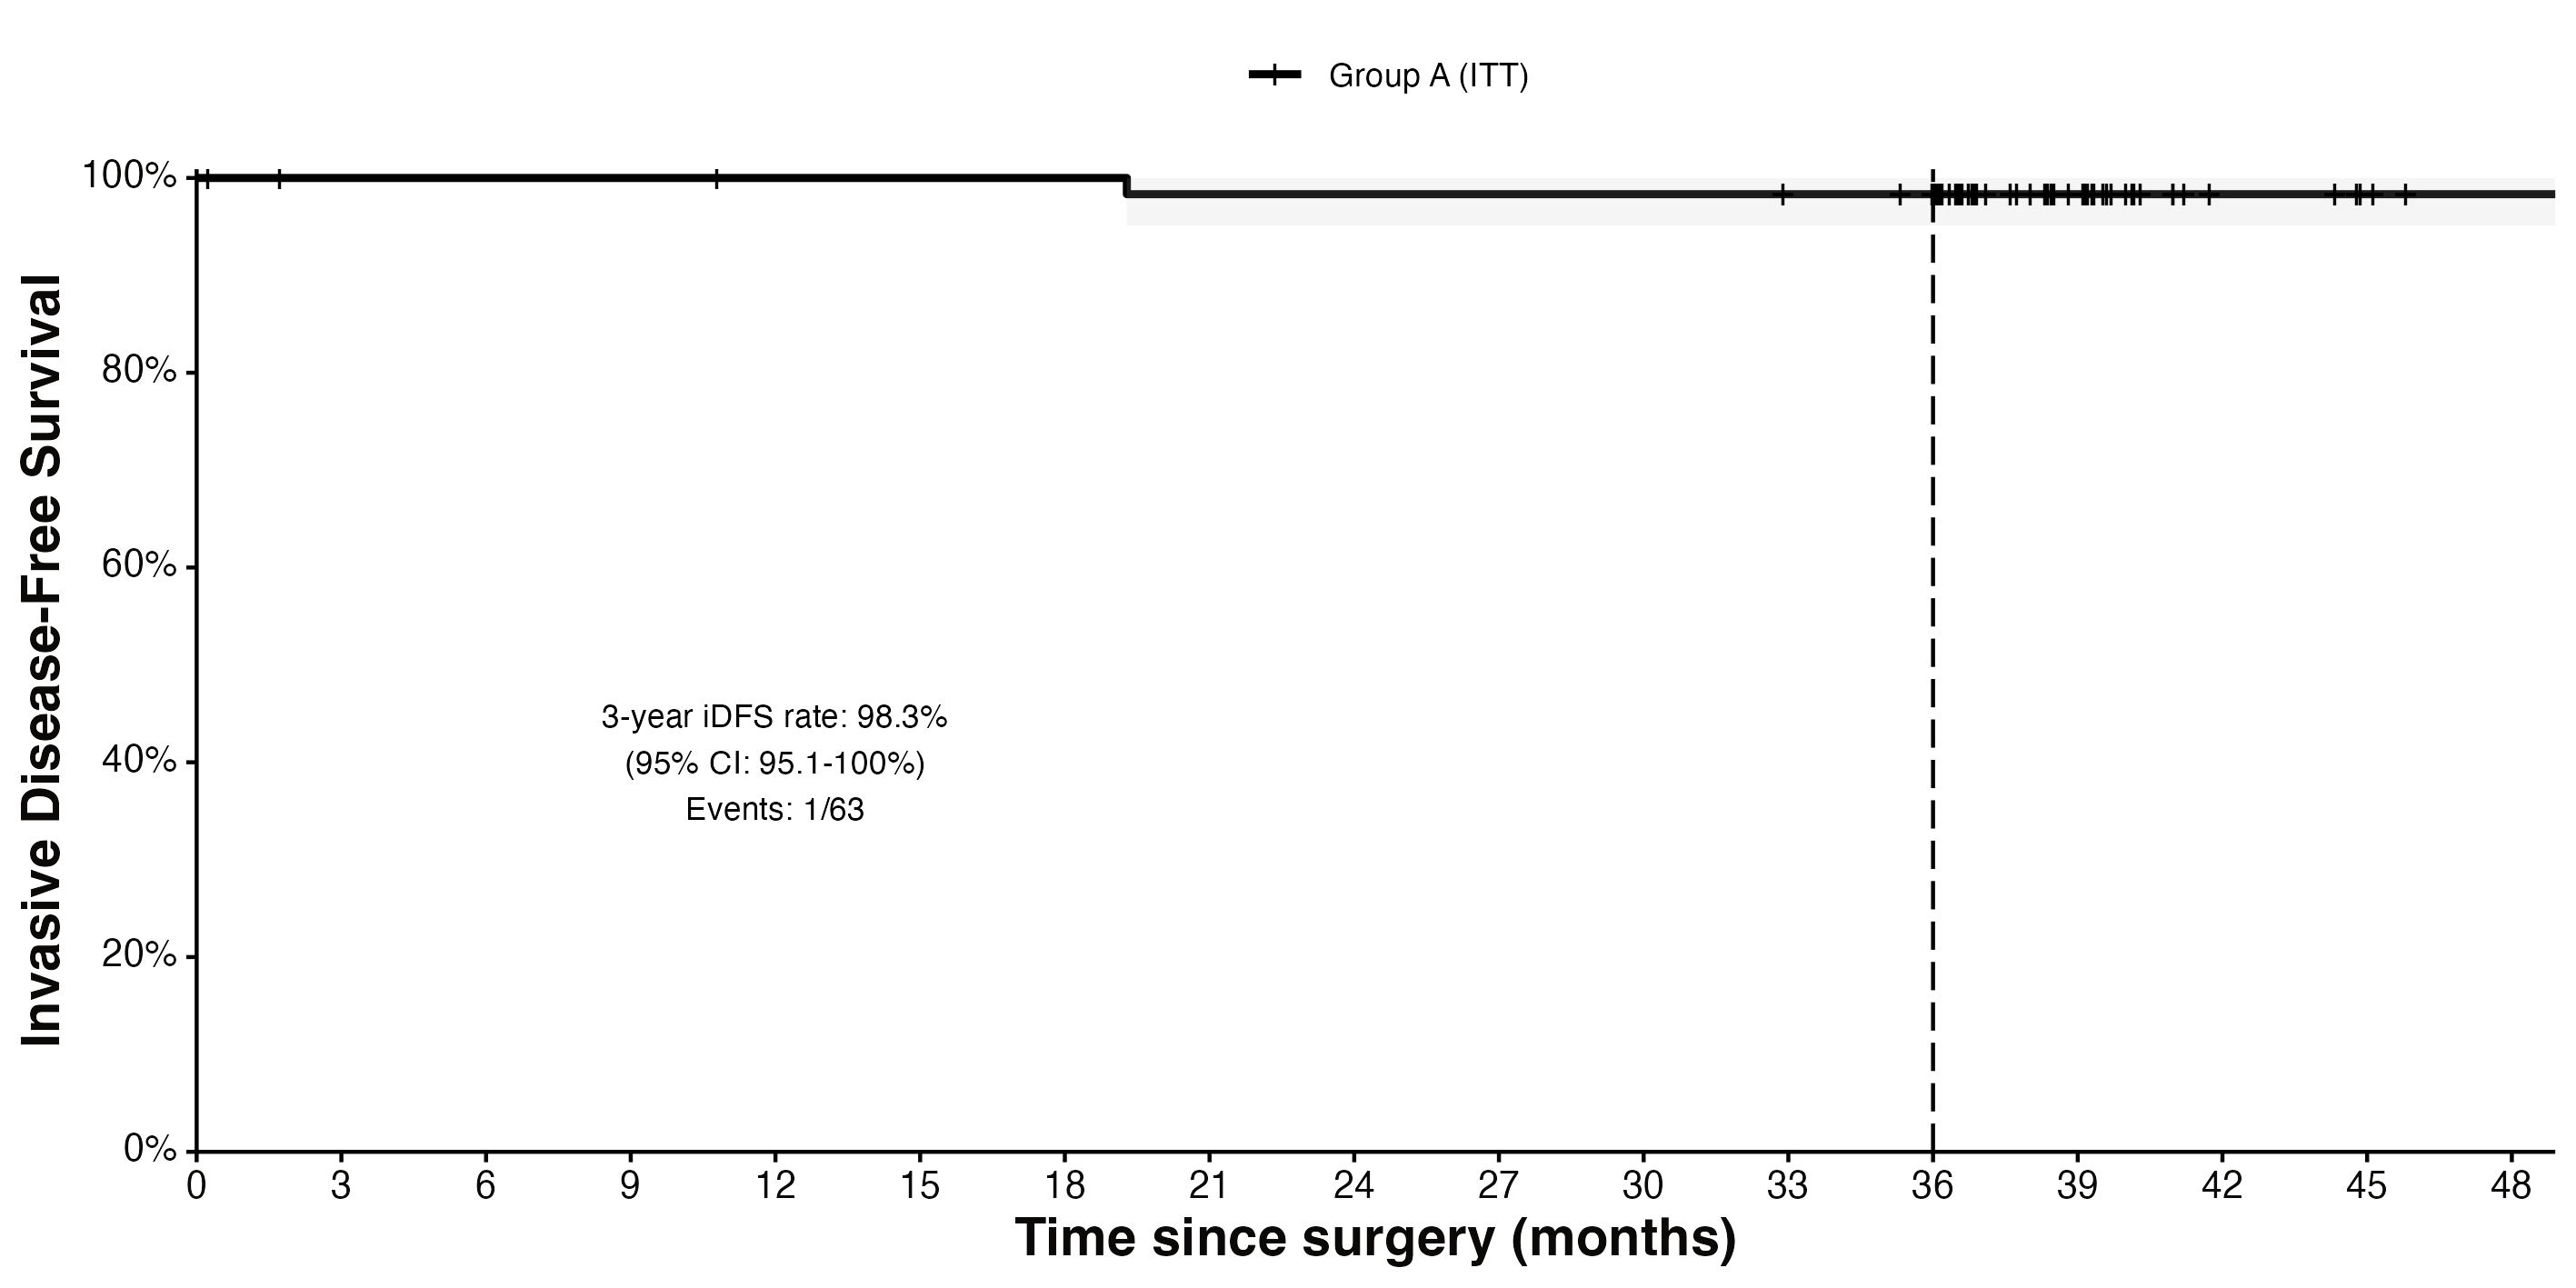 Group A (ITT)
100%
80%
60%
40%
20%
0%
Invasive Disease-Free Survival
3-year iDFS rate: 98.3%
(95% CI: 95.1-100%)
Events: 1/63
0 3 6 9 12 15 18 21 24 27 30 33 36 39 42 45 48
Time since surgery (months)